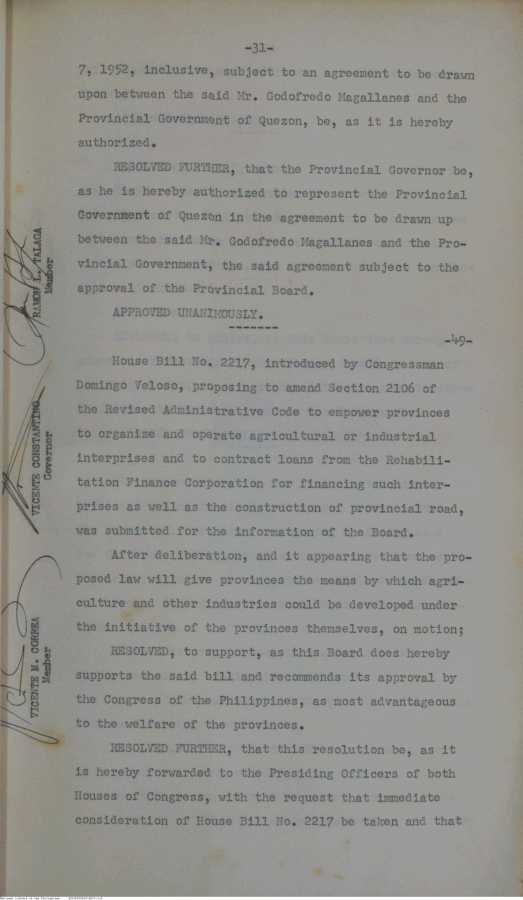 -31-
7, 1952, inclusive, subject to an agreement to be drawn
upon between the said Mr. Godofredo Magallanes and the
Provincial Government of Quezon, be, as it is hereby
authorized.
RESOLVED FURTHER, that the Provincial Governor be,
as he is hereby authorized to represent the Provincial
Government of Quezon in the agreement to be drawn up
between the said Mr. Godofredo Magallanes and the Pro-
vincial Government, the said agreement subject to the
approval of the Provincial Board.
APPROVED UNANIMOUSLY.
-------
-49-
House Bill No. 2217, introduced by Congressman
Domingo Veloso, proposing to amend Section 2106 of
the Revised Administrative Code to empower provinces
to organize and operate agricultural or industrial
interprises and to contract loans from the Rehabili-
tation Finance Corporation for financing such inter-
prises as well as the construction of provincial road,
was submitted for the information of the Board.
After deliberation, and it appearing that the pro-
posed law will give provinces the means by which agri-
culture and other industries could be developed under
the initiative of the provinces themselves, on motion;
RESOLVED, to support, as this Board does hereby
supports the said bill and recommends its approval by
the Congress of the Philippines, as most advantageous
to the welfare of the provinces.
RESOLVED FURTHER, that this resolution be, as it
is hereby forwarded to the Presiding Officers of both
Houses of Congress, with the request that immediate
consideration of House Bill No. 2217 be taken and that
RAMON L. TALAGA
Member
VICENTE CONSTANTINO
Governor
VICENTE M. CORREA
Member
National Library of the Philippines